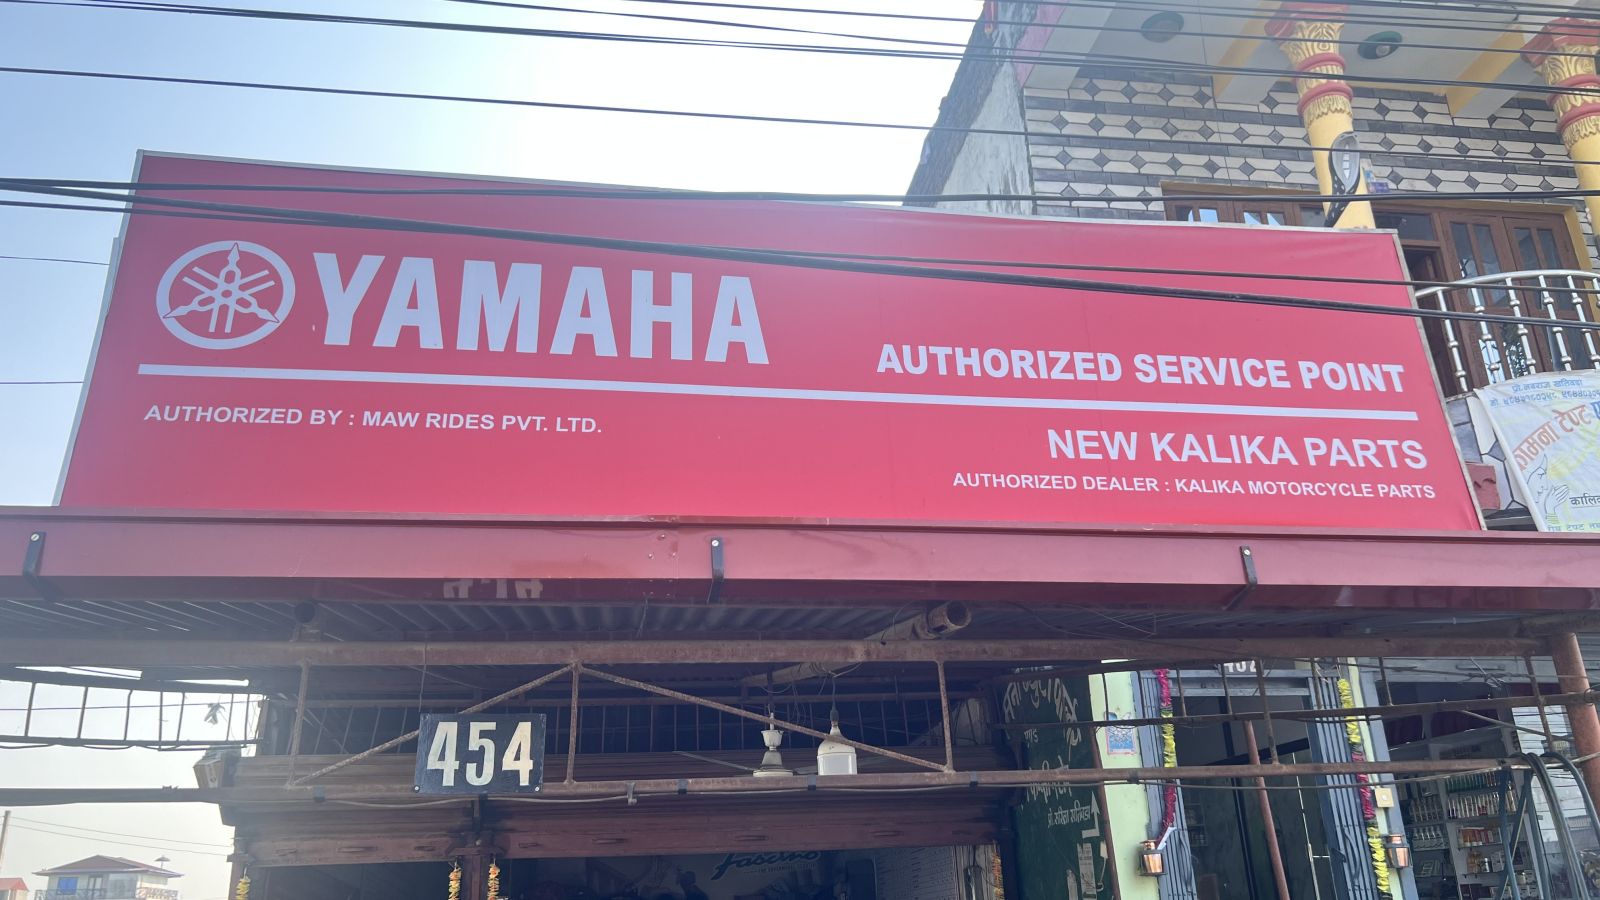 YAMAHA
AUTHORIZED SERVICE POINT
AUTHORIZED BY : MAW RIDES PVT. LTD.
NEW KALIKA PARTS
AUTHORIZED DEALER : KALIKA MOTORCYCLE PARTS
454
Fascino
टेण्ट